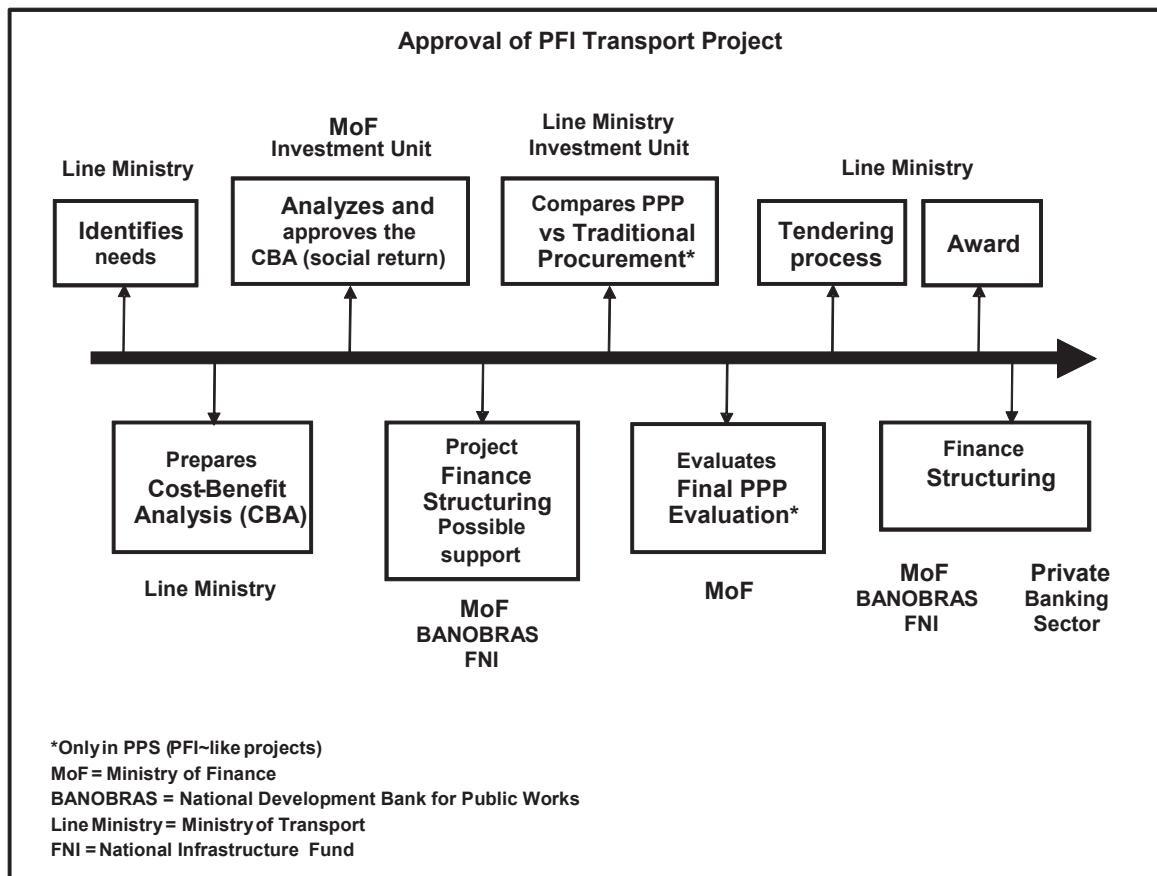 Approval of PFI Transport Project
Line Ministry
Identifies
needs
MoF
Investment Unit
Analyzes and
approves the
CBA (social return)
Line Ministry
Investment Unit
Compares PPP
vs Traditional
Procurement*
Line Ministry
Tendering
process
Award
Prepares
Cost-Benefit
Analysis (CBA)
Line Ministry
Project
Finance
Structuring
Possible
support
MoF
BANOBRAS
FNI
Evaluates
Final PPP
Evaluation*
MoF
Finance
Structuring
MoF
BANOBRAS
FNI
Private
Banking
Sector
*Only in PPS (PFI~like projects)
MoF = Ministry of Finance
BANOBRAS = National Development Bank for Public Works
Line Ministry = Ministry of Transport
FNI = National Infrastructure Fund